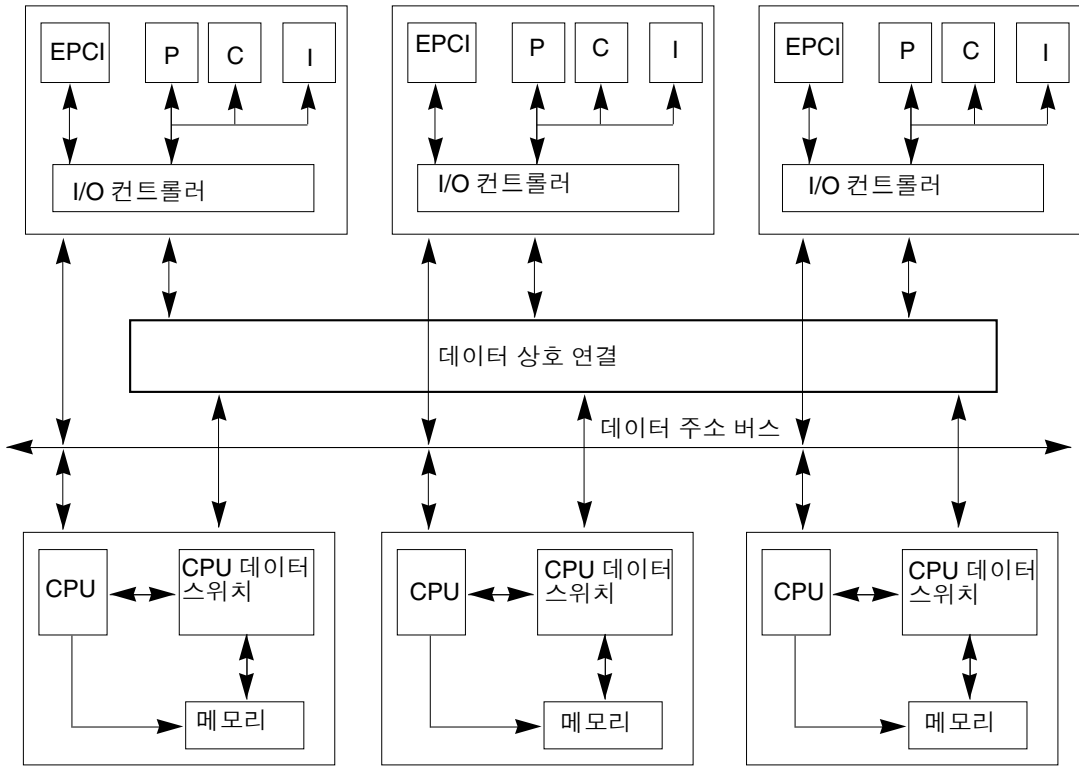 EPCI P C I
I/O 컨트롤러
EPCI P C I
I/O 컨트롤러
EPCI P C I
I/O 컨트롤러
데이터 상호 연결
데이터 주소 버스
CPU
CPU 데이터
스위치
메모리
CPU
CPU 데이터
스위치
메모리
CPU
CPU 데이터
스위치
메모리